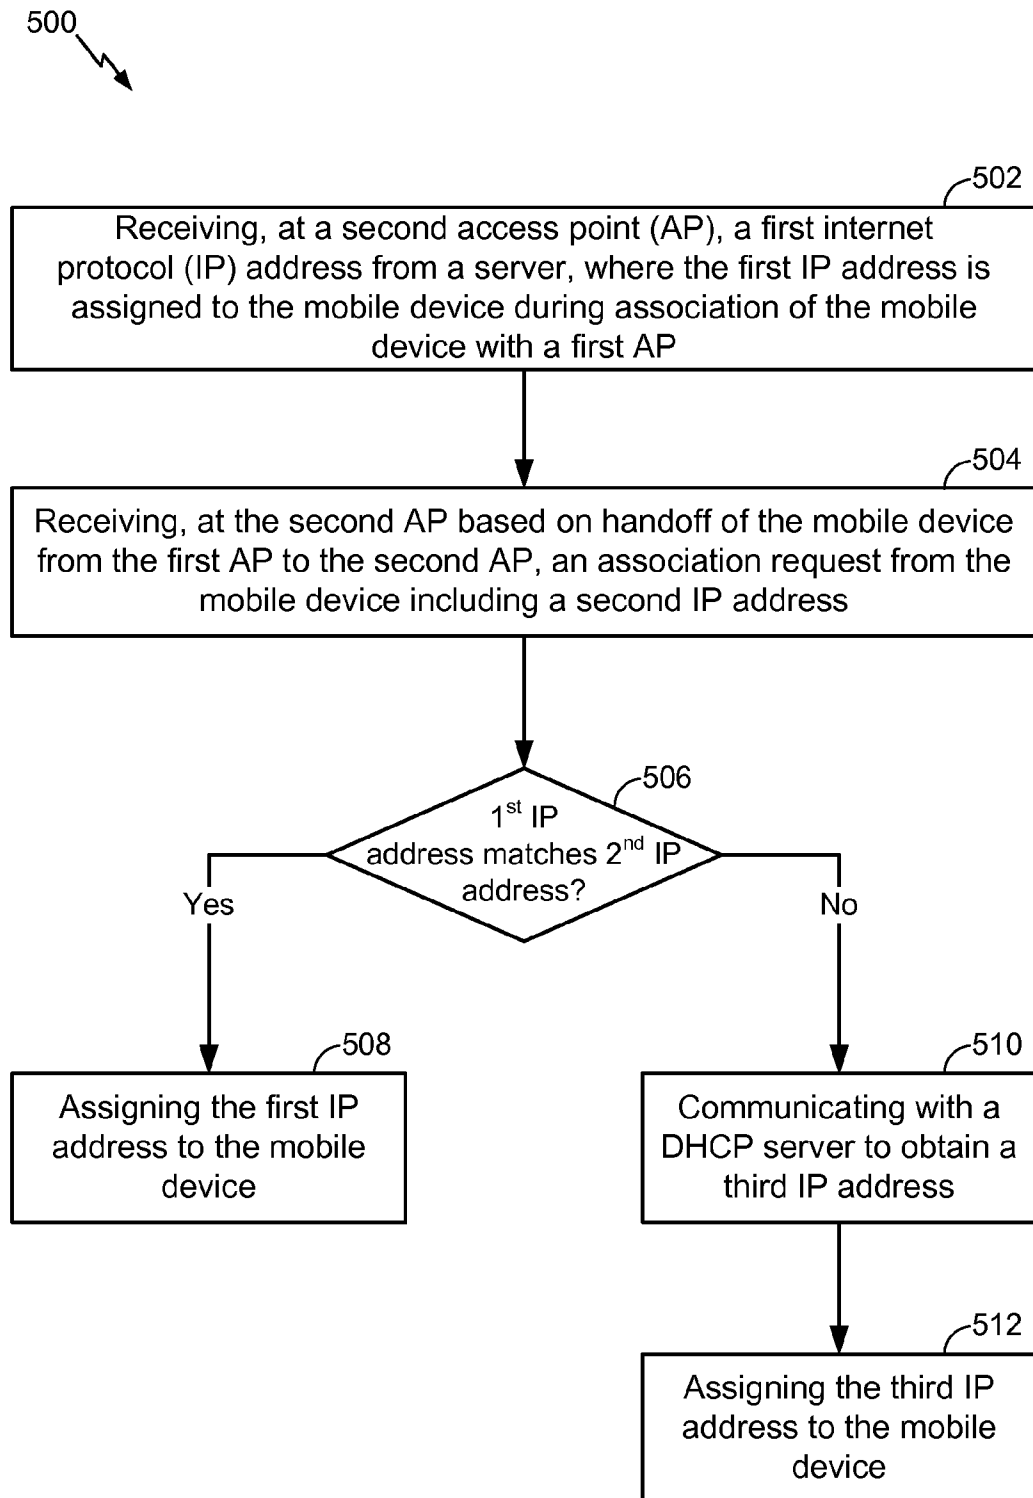 500
502
Receiving, at a second access point (AP), a first internet
protocol (IP) address from a server, where the first IP address is
assigned to the mobile device during association of the mobile
device with a first AP
504
Receiving, at the second AP based on handoff of the mobile device
from the first AP to the second AP, an association request from the
mobile device including a second IP address
506
1st IP
address matches 2nd IP
address?
Yes
No
508
Assigning the first IP
address to the mobile
device
510
Communicating with a
DHCP server to obtain a
third IP address
512
Assigning the third IP
address to the mobile
device